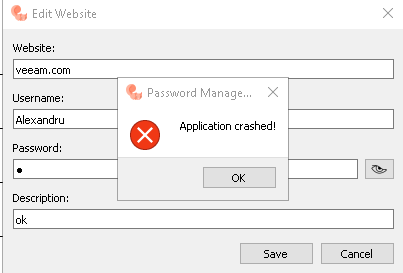 Edit Website
Website:
veeam.com
Password Manage...
Username:
Alexandru
Application crashed!
Password:
●
OK
Description:
ok
Save
Cancel